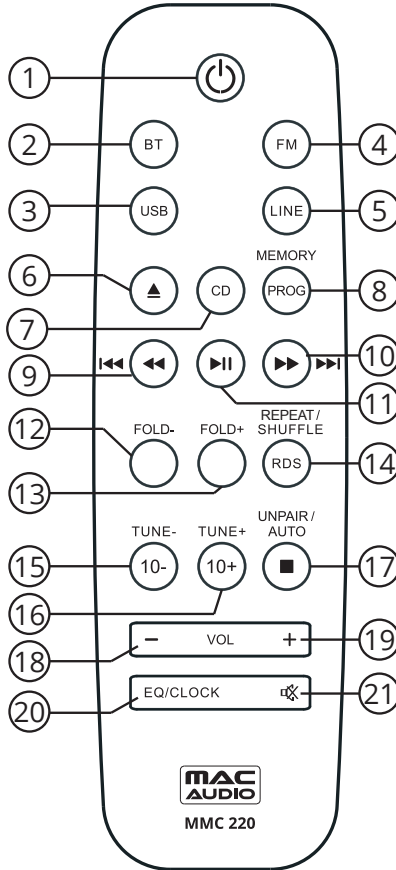 1
2 BT FM 4
3 USB LINE 5
MEMORY
6 CD PROG 8
7
9 10
11
12 FOLD- FOLD+ REPEAT/
SHUFFLE
RDS 14
13
UNPAIR/
TUNE- TUNE+ AUTO
15 10- 10+ 17
16
- VOL + 19
18
EQ/CLOCK 21
20
MAC
AUDIO
MMC 220